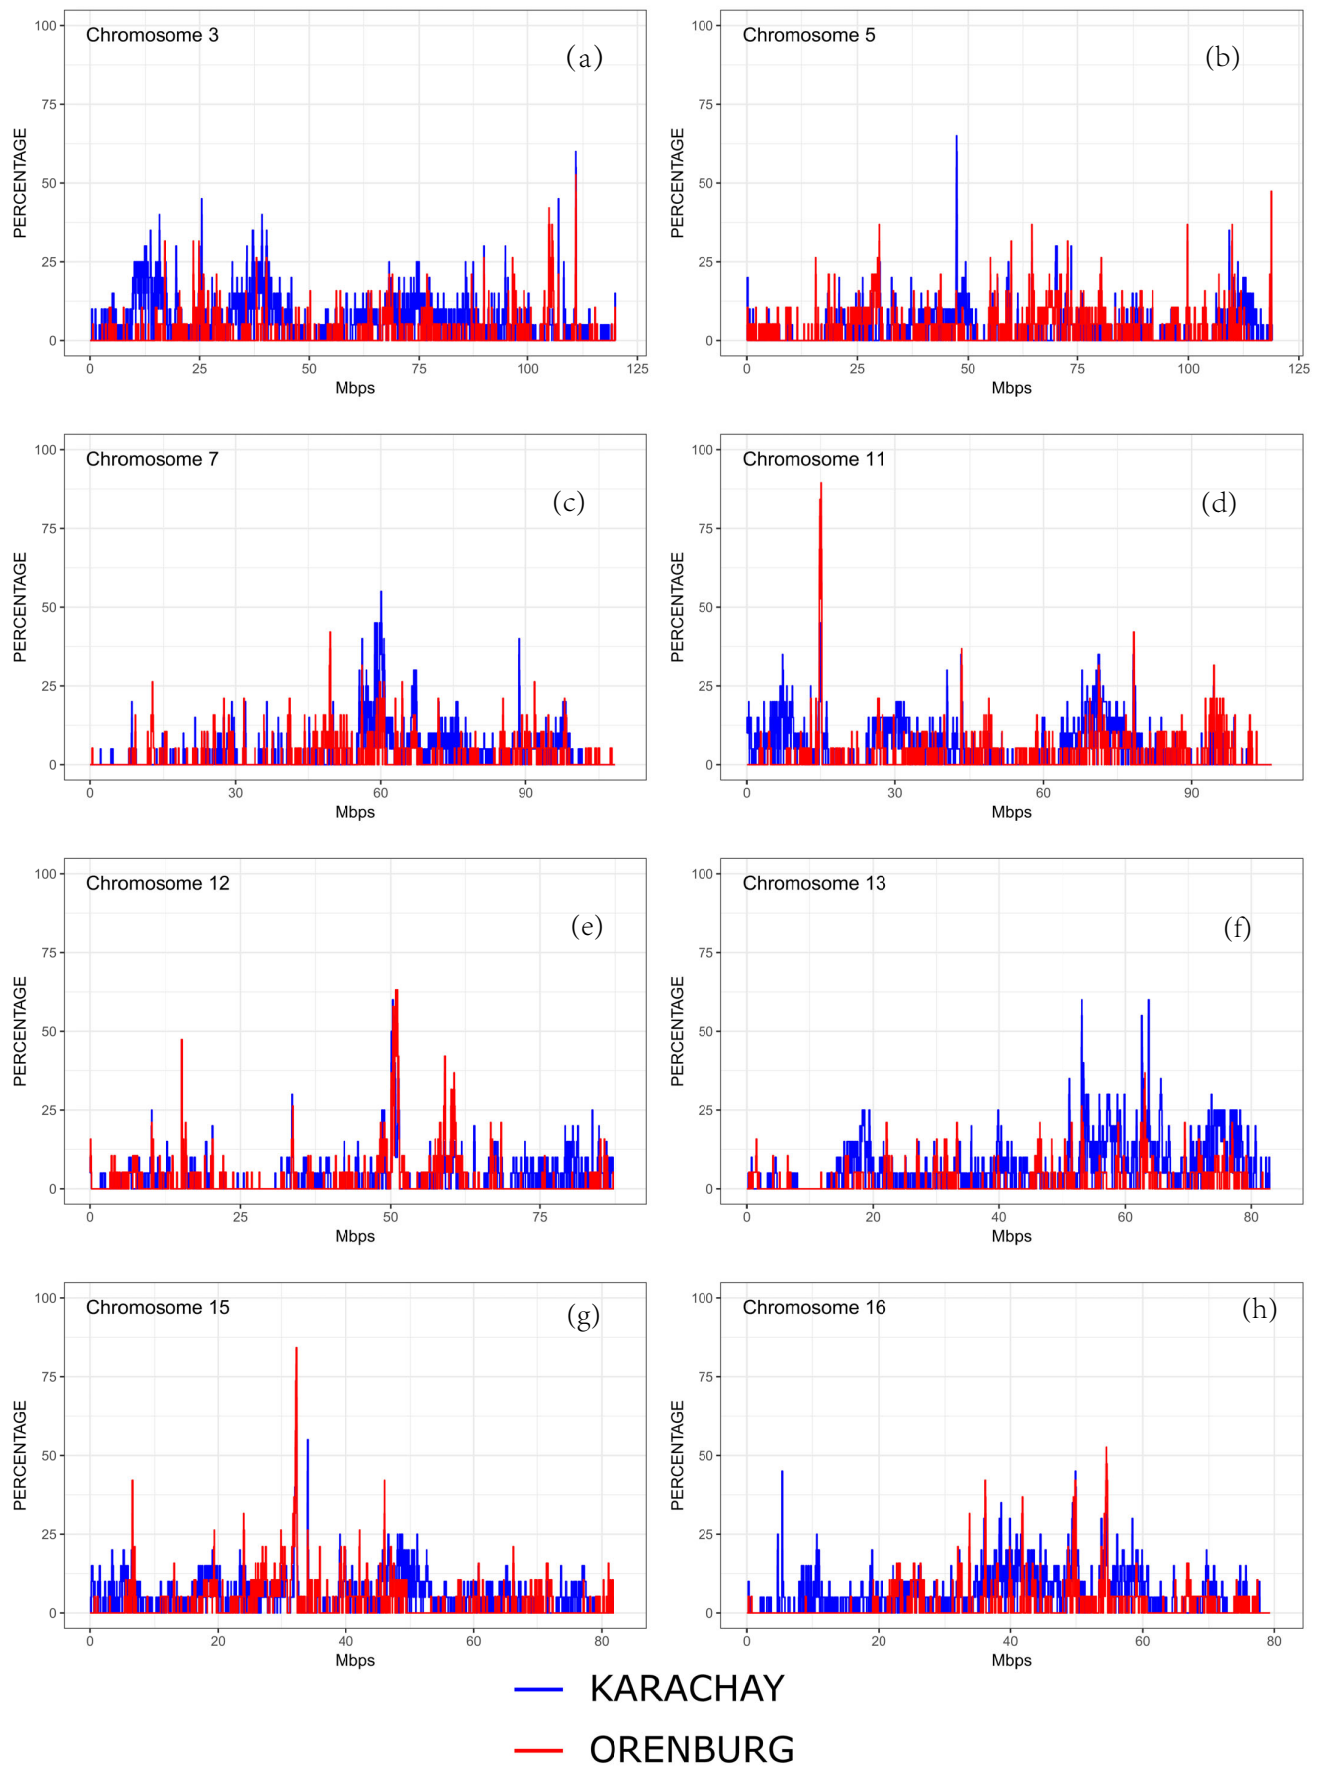 Chromosome 3
(a)
100
75
50
25
0
PERCENTAGE
0 25 50 75 100 125
Mbps
Chromosome 5
(b)
100
75
50
25
0
PERCENTAGE
0 25 50 75 100 125
Mbps
Chromosome 7
(c)
100
75
50
25
0
PERCENTAGE
0 30 60 90
Mbps
Chromosome 11
(d)
100
75
50
25
0
PERCENTAGE
0 30 60 90
Mbps
Chromosome 12
(e)
100
75
50
25
0
PERCENTAGE
0 25 50 75
Mbps
Chromosome 13
(f)
100
75
50
25
0
PERCENTAGE
0 20 40 60 80
Mbps
Chromosome 15
(g)
100
75
50
25
0
PERCENTAGE
0 20 40 60 80
Mbps
Chromosome 16
(h)
100
75
50
25
0
PERCENTAGE
0 20 40 60 80
Mbps
KARACHAY
ORENBURG